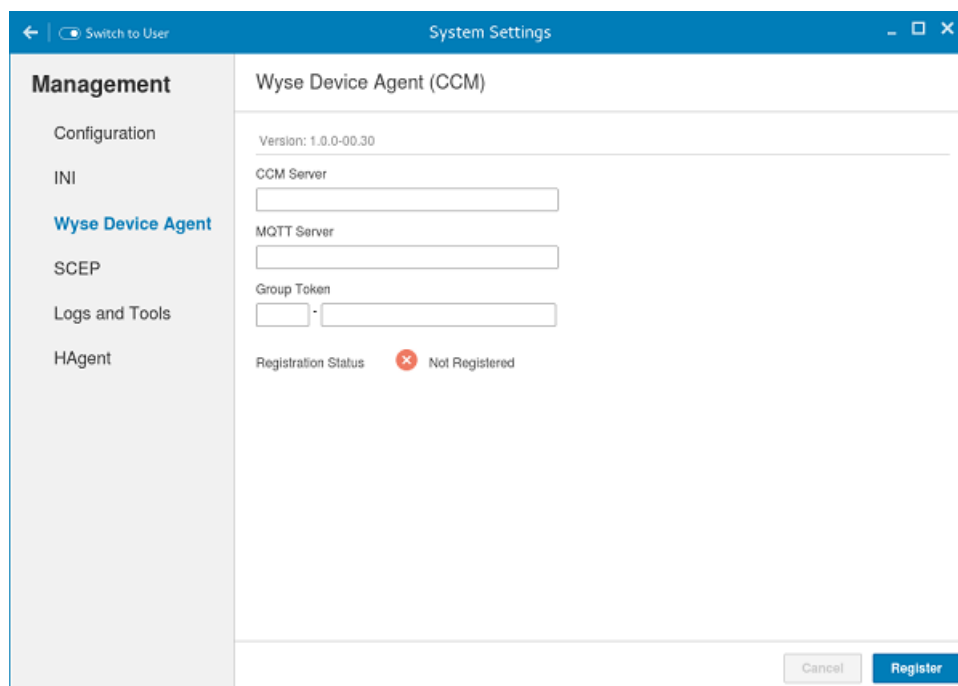 Switch to User
System Settings
Management
Configuration
INI
Wyse Device Agent
SCEP
Logs and Tools
HAgent
Wyse Device Agent (CCM)
Version: 1.0.0-00.30
CCM Server
MQTT Server
Group Token
-
Registration Status Not Registered
Cancel Register